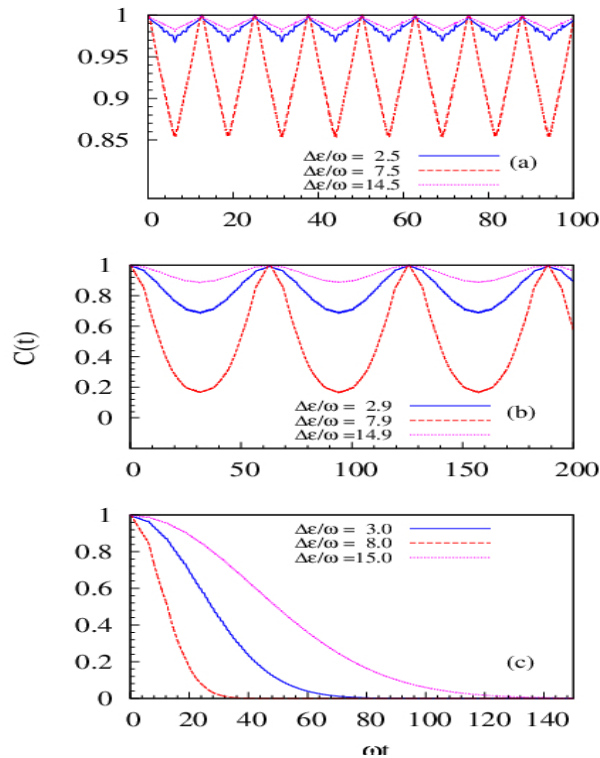 1
0.95
0.9
0.85
Δε/ω = 2.5
Δε/ω = 7.5
Δε/ω =14.5
(a)
0 20 40 60 80 100
C(t)
1
0.8
0.6
0.4
0.2
0
Δε/ω = 2.9
Δε/ω = 7.9
Δε/ω =14.9
(b)
0 50 100 150 200
1
0.8
0.6
0.4
0.2
0
Δε/ω = 3.0
Δε/ω = 8.0
Δε/ω =15.0
(c)
0 20 40 60 80 100 120 140
ωt